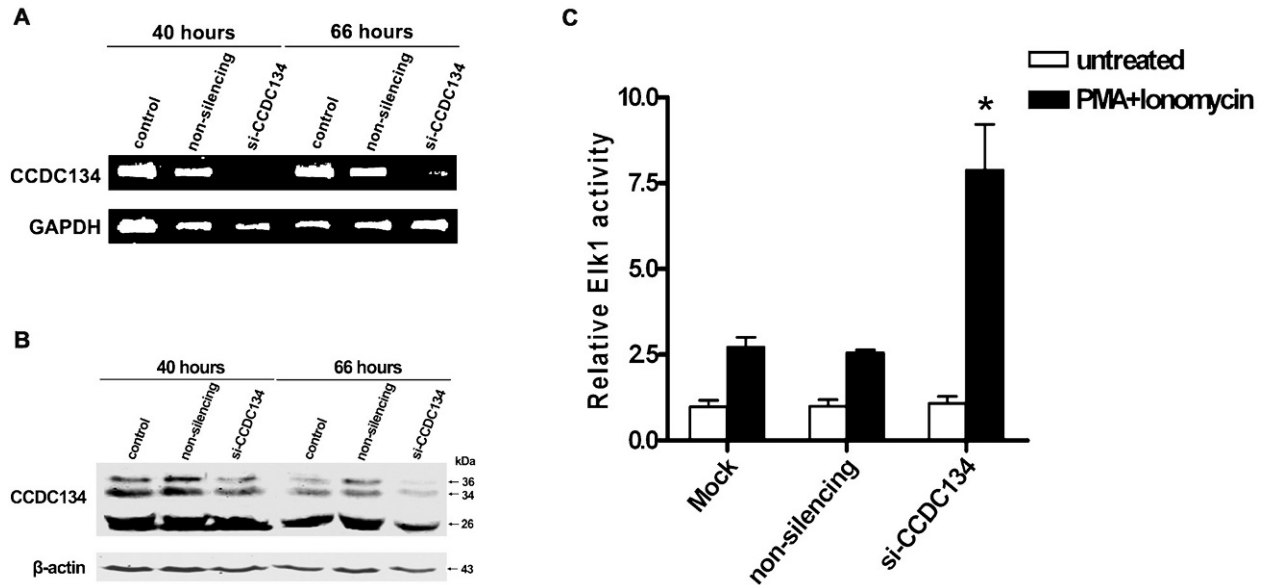 A
40 hours 66 hours
control non-silencing si-CCDC134 control non-silencing si-CCDC134
CCDC134
GAPDH
B
40 hours 66 hours
control non-silencing si-CCDC134 control non-silencing si-CCDC134
kDa
CCDC134
36
34
26
β-actin
43
C
untreated
PMA+Ionomycin
Relative Elk1 activity
10.0
7.5
5.0
2.5
0.0
*
Mock non-silencing si-CCDC134